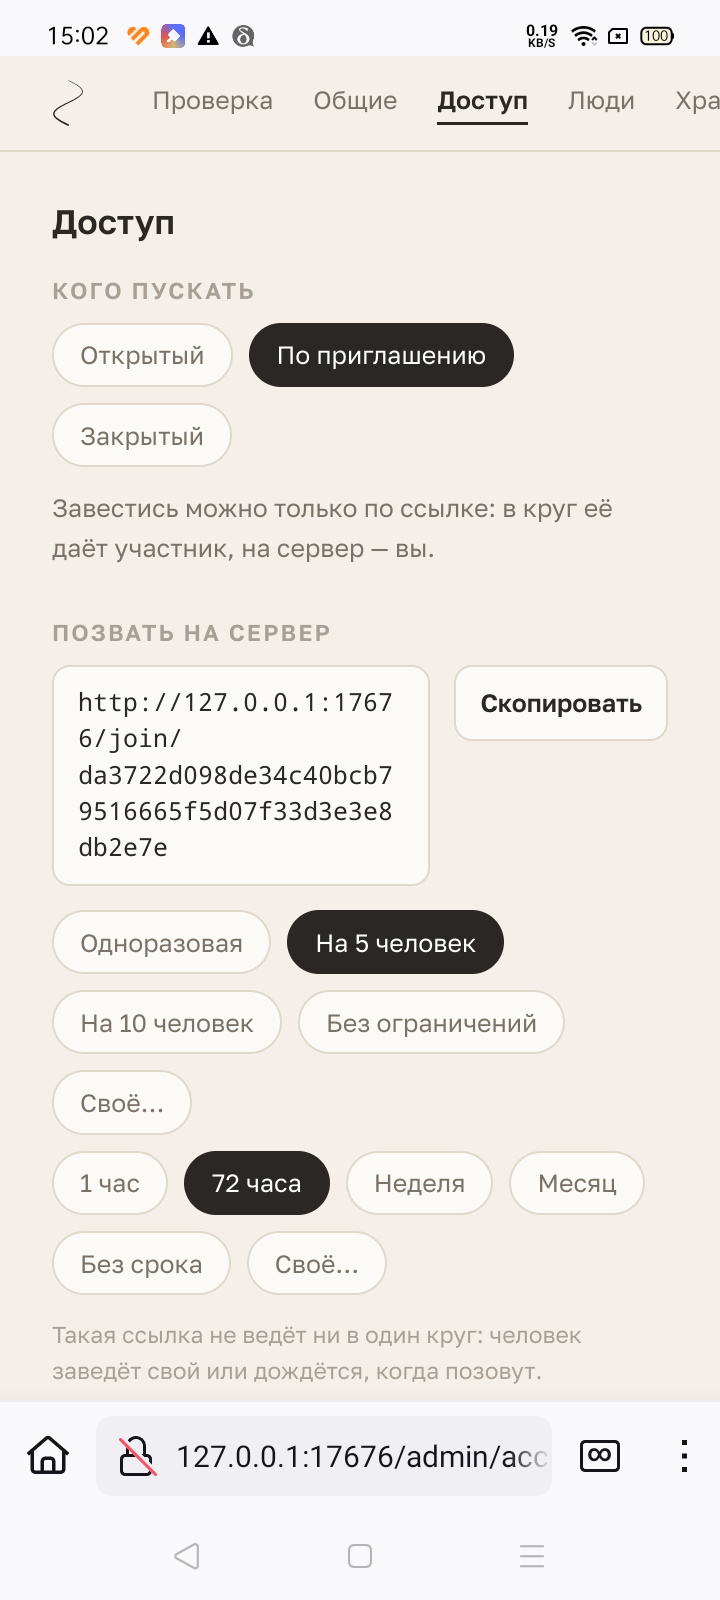 15:02
0.19
KB/S
100
Проверка Общие Доступ Люди Хра
Доступ
КОГО ПУСКАТЬ
Открытый По приглашению
Закрытый
Завестись можно только по ссылке: в круг её
даёт участник, на сервер — вы.
ПОЗВАТЬ НА СЕРВЕР
http://127.0.0.1:1767
6/join/
da3722d098de34c40bcb7
9516665f5d07f33d3e3e8
db2e7e
Скопировать
Одноразовая На 5 человек
На 10 человек Без ограничений
Своё...
1 час 72 часа Неделя Месяц
Без срока Своё...
Такая ссылка не ведёт ни в один круг: человек
заведёт свой или дождётся, когда позовут.
127.0.0.1:17676/admin/acc